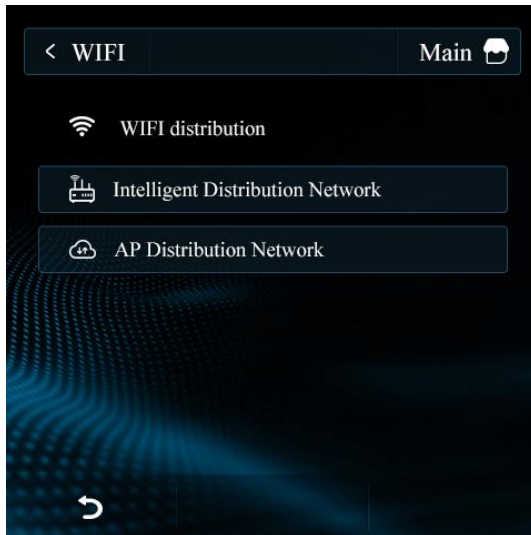 WIFI
Main
WIFI distribution
Intelligent Distribution Network
AP Distribution Network